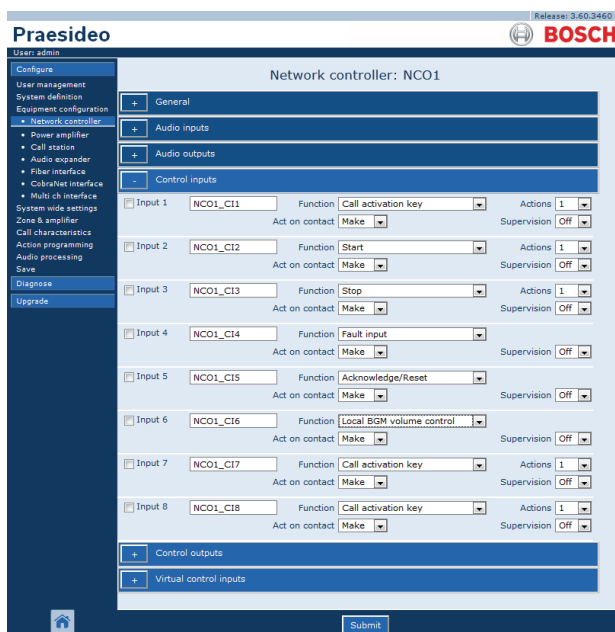 Release: 3.60.3460
Praesideo
BOSCH
User: admin
Configure
User management
System definition
Equipment configuration
• Network controller
• Power amplifier
• Call station
• Audio expander
• Fiber interface
• CobraNet interface
• Multi ch interface
System wide settings
Zone & amplifier
Call characteristics
Action programming
Audio processing
Save
Diagnose
Upgrade
Network controller: NCO1
+ General
+ Audio inputs
+ Audio outputs
- Control inputs
Input 1 NCO1_CI1 Function Call activation key Actions 1
Act on contact Make Supervision Off
Input 2 NCO1_CI2 Function Start Actions 1
Act on contact Make Supervision Off
Input 3 NCO1_CI3 Function Stop Actions 1
Act on contact Make Supervision Off
Input 4 NCO1_CI4 Function Fault input
Act on contact Make Supervision Off
Input 5 NCO1_CI5 Function Acknowledge/Reset
Act on contact Make Supervision Off
Input 6 NCO1_CI6 Function Local BGM volume control
Act on contact Make Supervision Off
Input 7 NCO1_CI7 Function Call activation key Actions 1
Act on contact Make Supervision Off
Input 8 NCO1_CI8 Function Call activation key Actions 1
Act on contact Make Supervision Off
+ Control outputs
+ Virtual control inputs
Submit